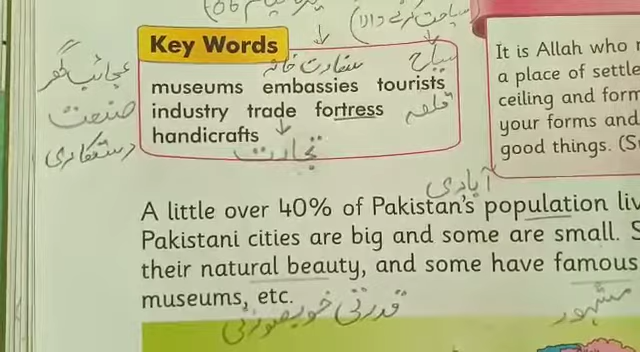 سیاحت کرنے والا)
Key Words
عجائب گھر
سفارت خانہ
سیاح
museums embassies tourists
صنعت
industry trade fortress
قلعہ
دستکاری
handicrafts
تجارت
It is Allah who
a place of settle
ceiling and form
your forms and
good things. (S
آبادی
A little over 40% of Pakistan's population liv
Pakistani cities are big and some are small. S
their natural beauty, and some have famous
museums, etc.
قدرتی خوبصورتی
مشہور